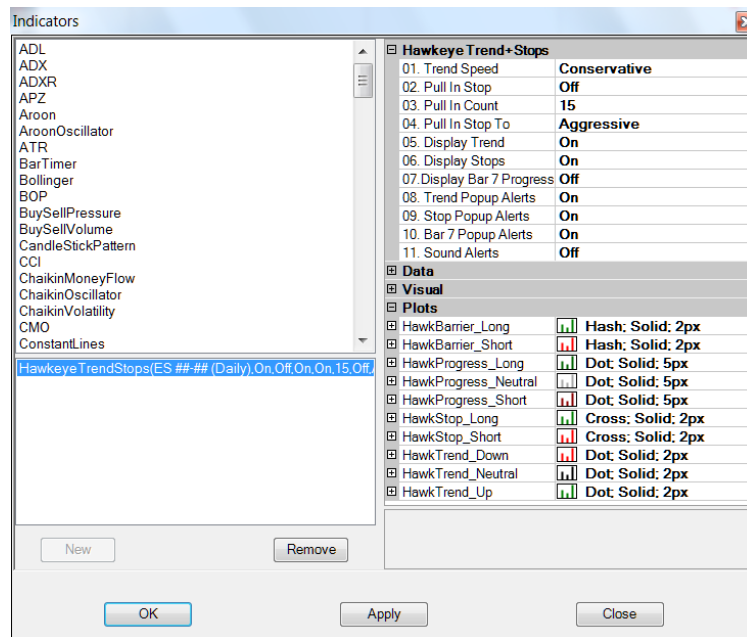 Indicators
ADL
ADX
ADXR
APZ
Aroon
AroonOscillator
ATR
BarTimer
Bollinger
BOP
BuySellPressure
BuySellVolume
CandleStickPattern
CCI
ChaikinMoneyFlow
ChaikinOscillator
ChaikinVolatility
CMO
ConstantLines
HawkeyeTrendStops(ES ##-## (Daily),On,Off,On,On,15,Off,
New
Remove
Hawkeye Trend+Stops
01. Trend Speed Conservative
02. Pull In Stop Off
03. Pull In Count 15
04. Pull In Stop To Aggressive
05. Display Trend On
06. Display Stops On
07.Display Bar 7 Progress Off
08. Trend Popup Alerts On
09. Stop Popup Alerts On
10. Bar 7 Popup Alerts On
11. Sound Alerts Off
Data
Visual
Plots
HawkBarrier_Long Hash; Solid; 2px
HawkBarrier_Short Hash; Solid; 2px
HawkProgress_Long Dot; Solid; 5px
HawkProgress_Neutral Dot; Solid; 5px
HawkProgress_Short Dot; Solid; 5px
HawkStop_Long Cross; Solid; 2px
HawkStop_Short Cross; Solid; 2px
HawkTrend_Down Dot; Solid; 2px
HawkTrend_Neutral Dot; Solid; 2px
HawkTrend_Up Dot; Solid; 2px
OK
Apply
Close